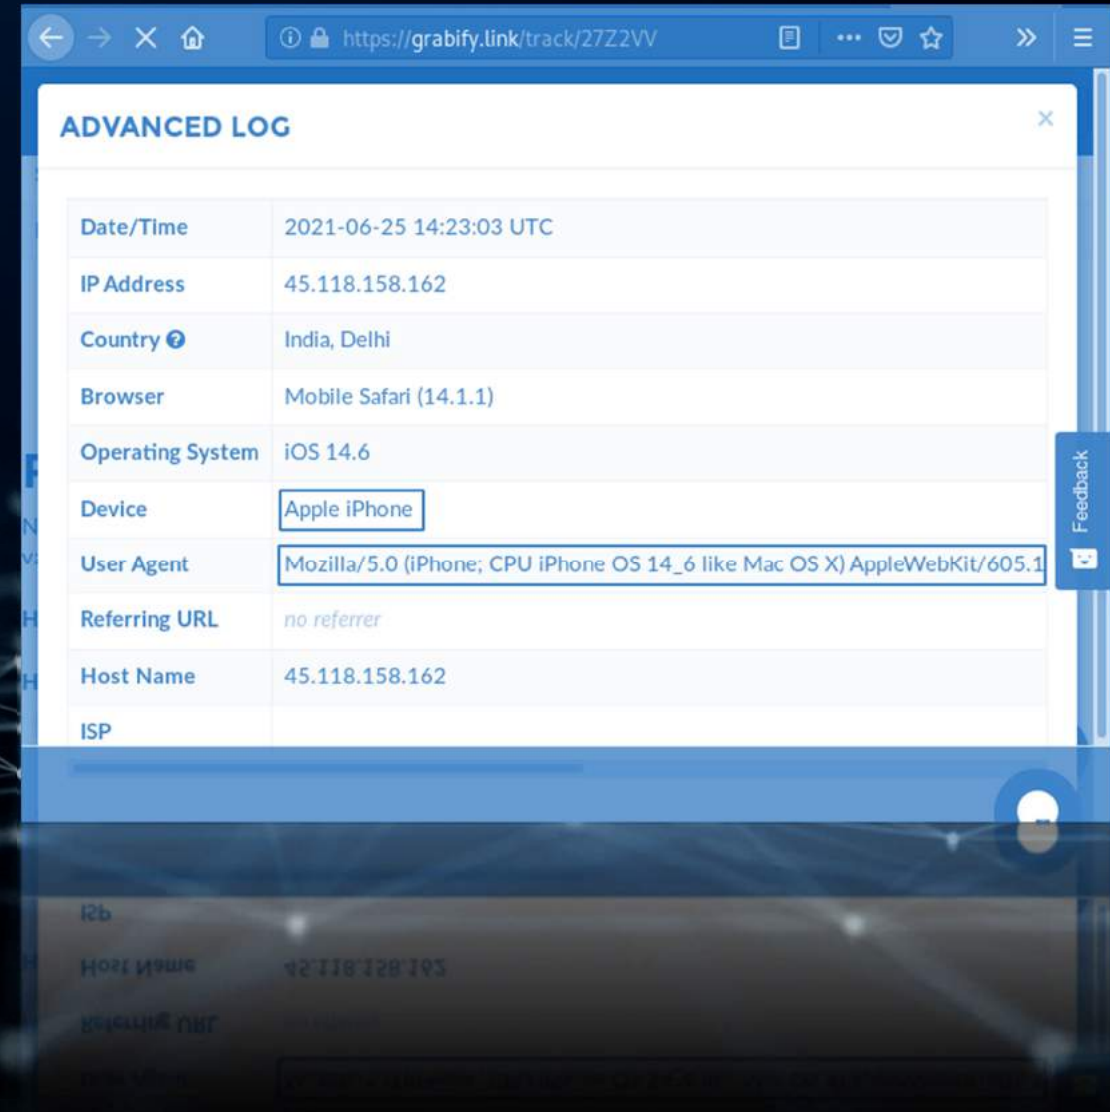 https://grabify.link/track/27Z2VV
ADVANCED LOG
Date/Time 2021-06-25 14:23:03 UTC
IP Address 45.118.158.162
Country India, Delhi
Browser Mobile Safari (14.1.1)
Operating System iOS 14.6
Device Apple iPhone
User Agent Mozilla/5.0 (iPhone; CPU iPhone OS 14_6 like Mac OS X) AppleWebKit/605.1
Referring URL no referrer
Host Name 45.118.158.162
ISP
Feedback